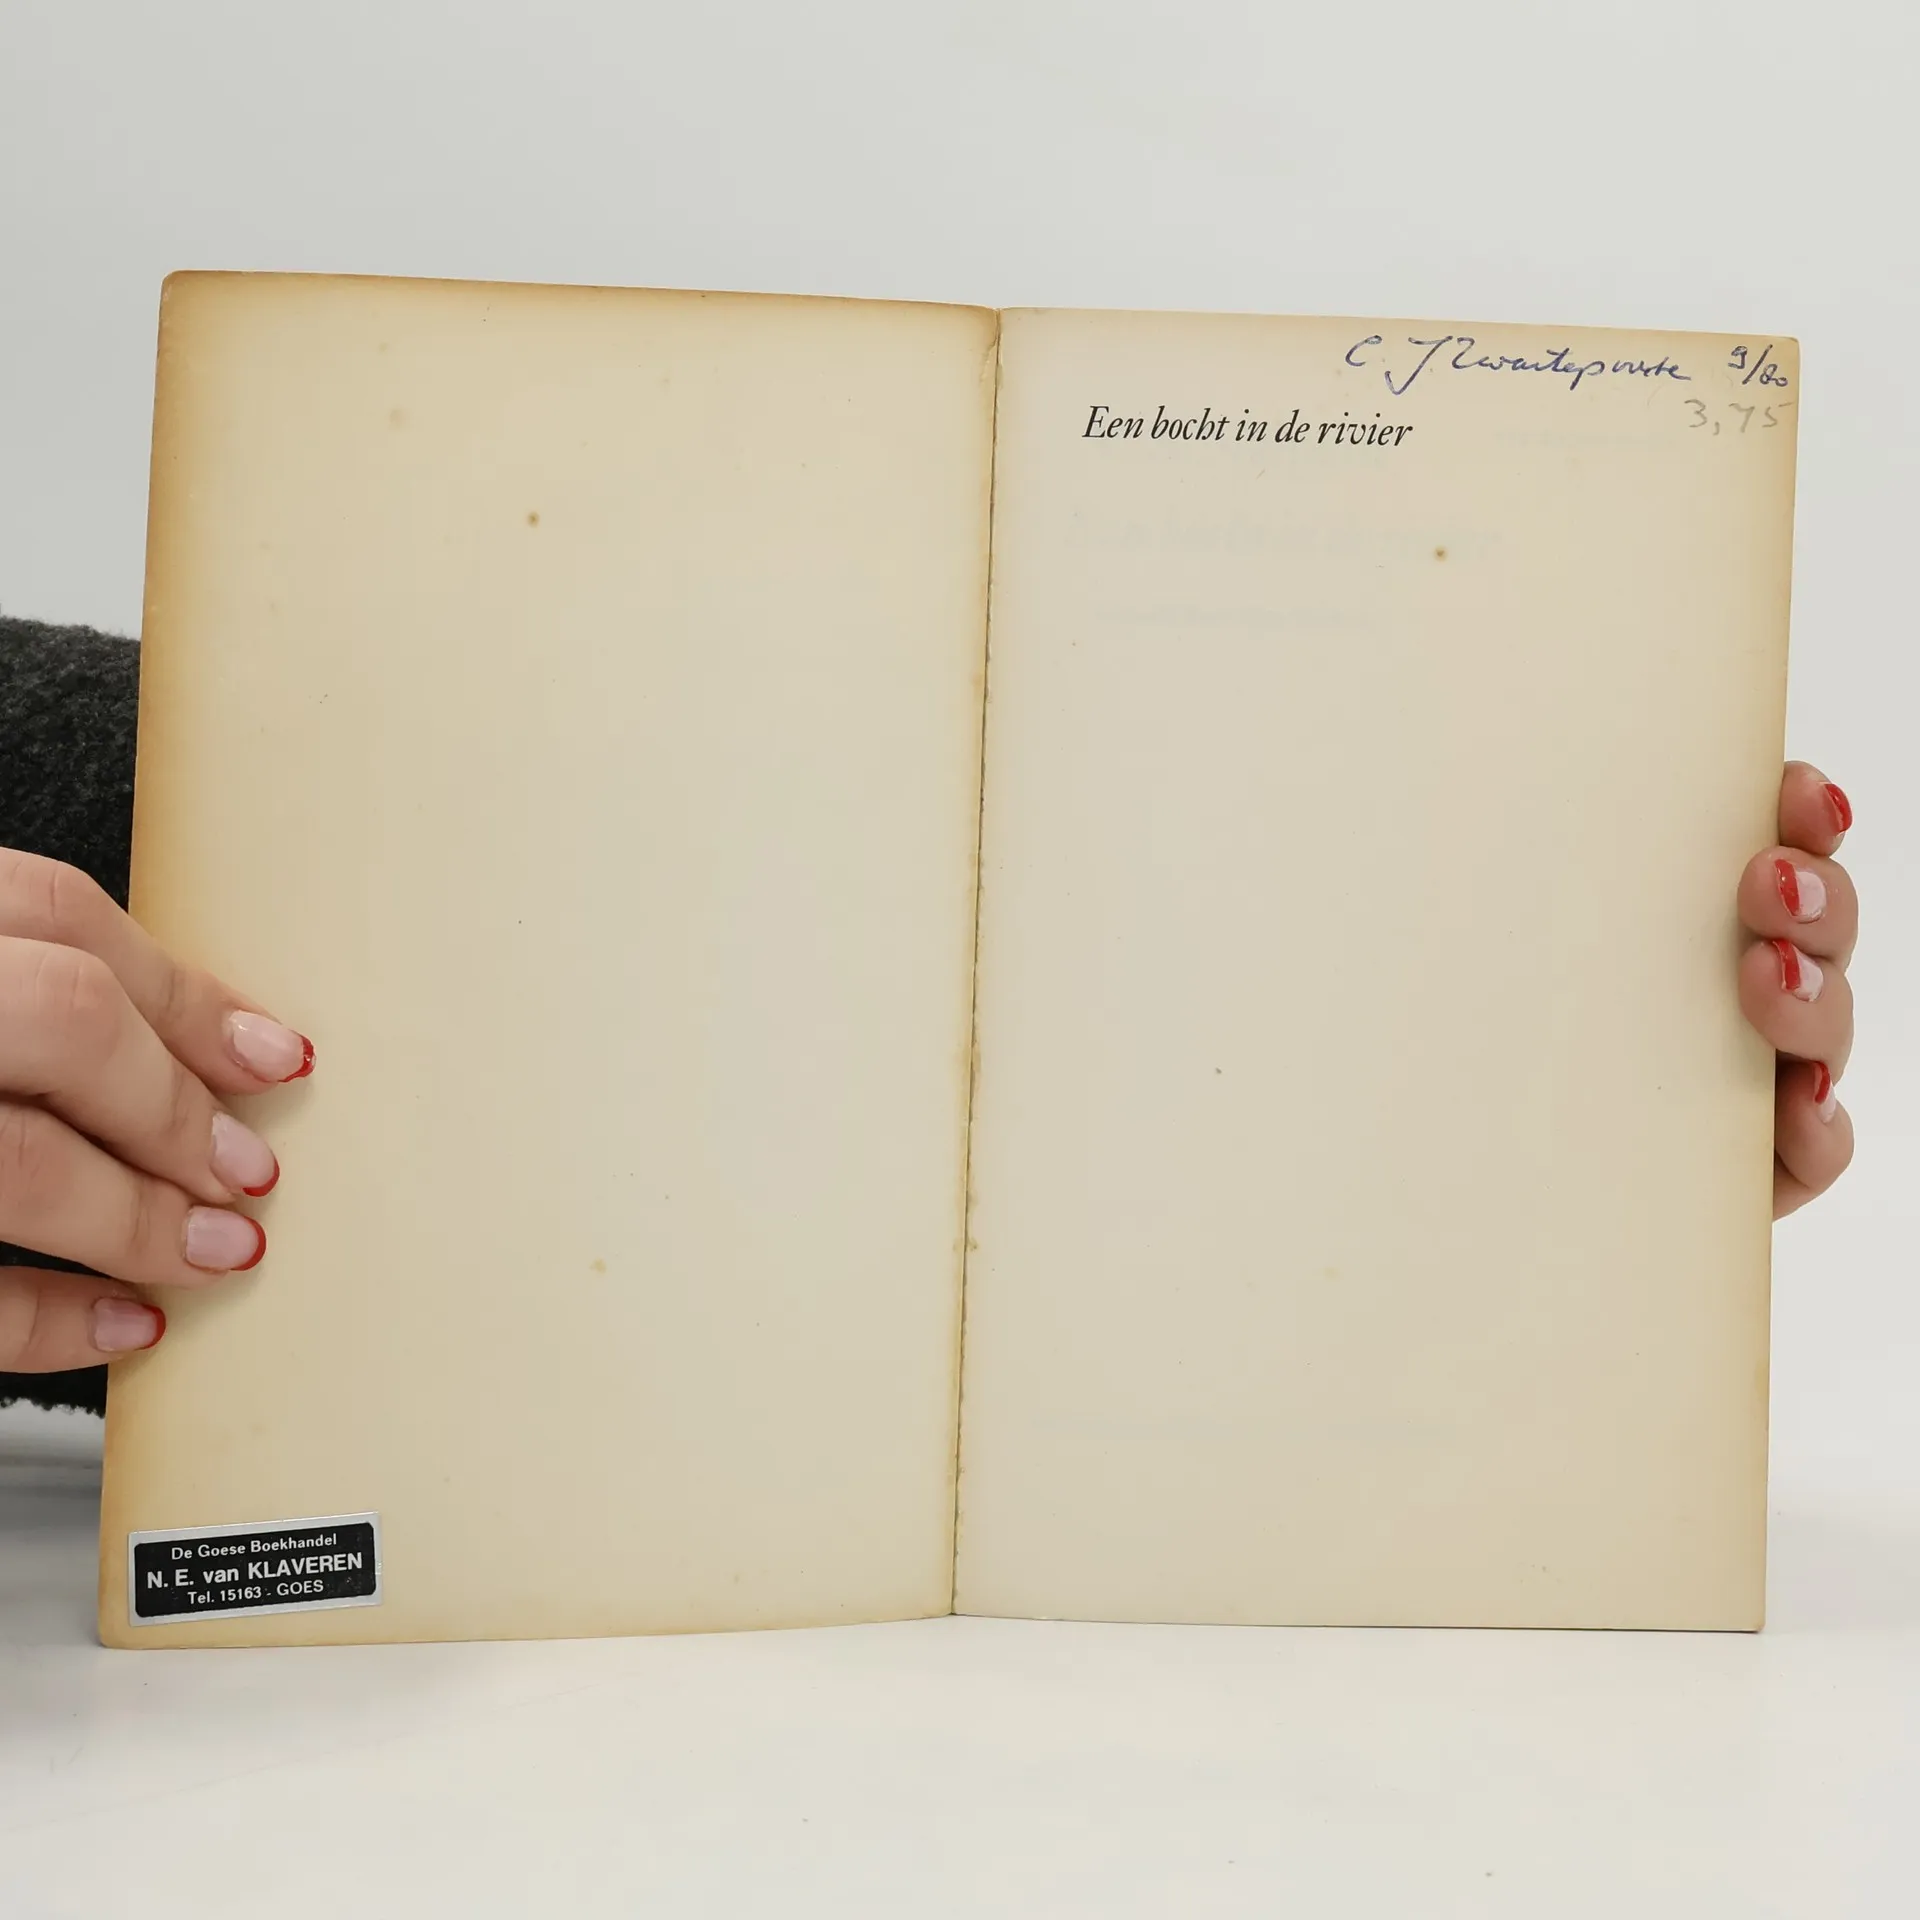 De Goese Boekhandel
N. E. van KLAVEREN
Tel. 15163 - GOES
C. J Zwartepoorte 9/80
3,75
Een bocht in de rivier